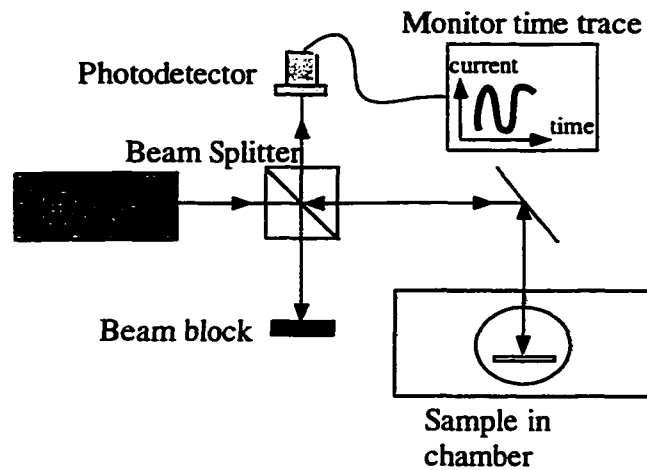 Monitor time trace
Photodetector
current
time
Beam Splitter
Beam block
Sample in
chamber